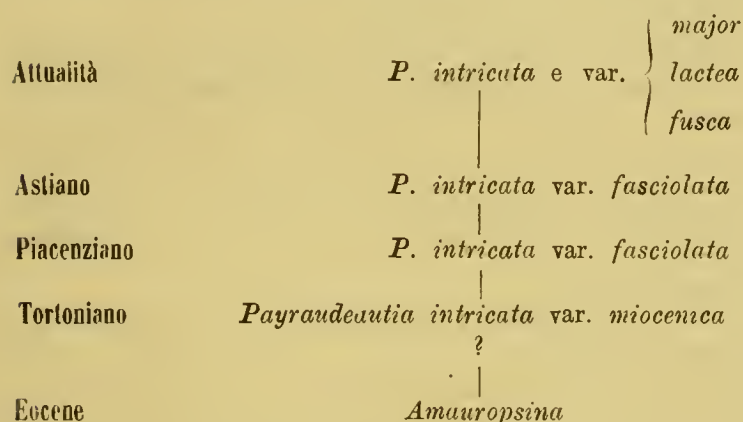 major
Attualità P. intricata e var. lactea
fusca
Astiano P. intricata var. fasciolata
Piacenziano P. intricata var. fasciolata
Tortoniano Payraudeautia intricata var. miocenica
?
Eocene Amauropsina